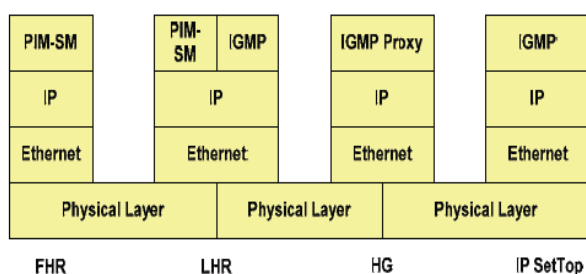 PIM-SM PIM-SM IGMP IGMP Proxy IGMP
IP IP IP IP
Ethernet Ethernet Ethernet Ethernet
Physical Layer Physical Layer Physical Layer
FHR LHR HG IP SetTop